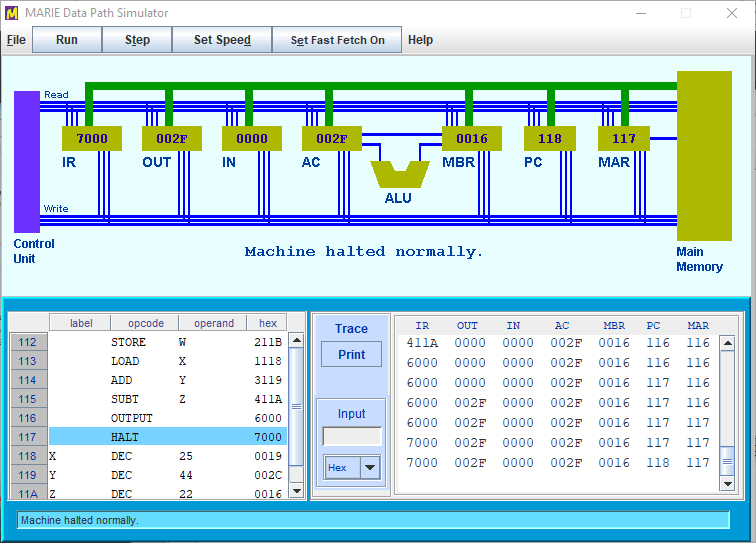 MARIE Data Path Simulator
File Run Step Set Speed Set Fast Fetch On Help
Read
7000 002F 0000 002F 0016 118 117
IR OUT IN AC MBR PC MAR
ALU
Write
Control
Unit
Machine halted normally.
Main
Memory
label opcode operand hex
112 STORE W 211B
113 LOAD X 1118
114 ADD Y 3119
115 SUBT Z 411A
116 OUTPUT 6000
117 HALT 7000
118 X DEC 25 0019
119 Y DEC 44 002C
11A Z DEC 22 0016
Trace
Print
Input
Hex
IR OUT IN AC MBR PC MAR
411A 0000 0000 002F 0016 116 116
6000 0000 0000 002F 0016 116 116
6000 0000 0000 002F 0016 117 116
6000 002F 0000 002F 0016 117 116
6000 002F 0000 002F 0016 117 117
7000 002F 0000 002F 0016 117 117
7000 002F 0000 002F 0016 118 117
Machine halted normally.